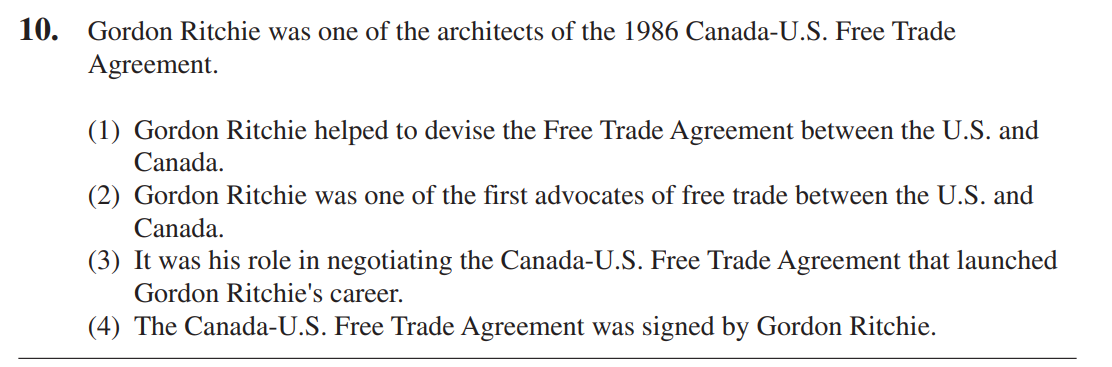 10. Gordon Ritchie was one of the architects of the 1986 Canada-U.S. Free Trade
Agreement.
(1) Gordon Ritchie helped to devise the Free Trade Agreement between the U.S. and
Canada.
(2) Gordon Ritchie was one of the first advocates of free trade between the U.S. and
Canada.
(3) It was his role in negotiating the Canada-U.S. Free Trade Agreement that launched
Gordon Ritchie's career.
(4) The Canada-U.S. Free Trade Agreement was signed by Gordon Ritchie.